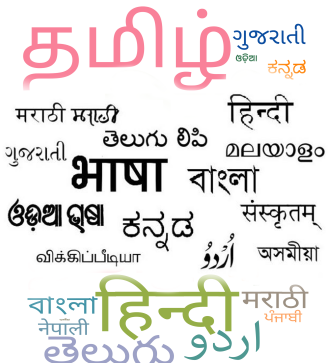 தமிழ் ગુજરાતી
ଓଡ଼ିଆ ಕನ್ನಡ
मराठी हिन्दी
తెలుగు లిపి മലയാളം
ગુજરાતી भाषा বাংলা
ଓଡ଼ିଆ ଭାଷା ಕನ್ನಡ संस्कृतम्
விக்கிப்பீடியா اُردُو অসমীয়া
বাংলা हिन्दी मराठी
नेपाली ਪੰਜਾਬੀ
తెలుగు اردو